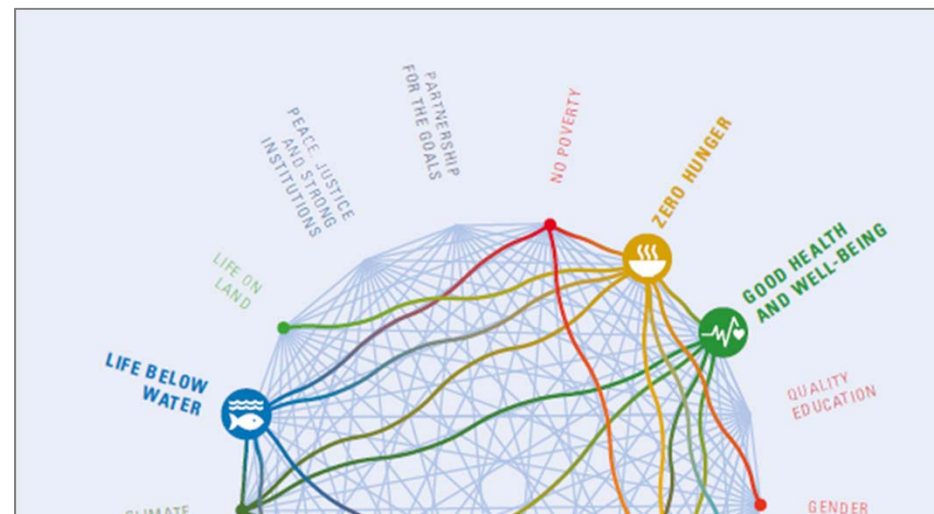 PARTNERSHIP
FOR THE GOALS
PEACE, JUSTICE
AND STRONG
INSTITUTIONS
NO POVERTY
ZERO HUNGER
GOOD HEALTH
AND WELL-BEING
LIFE ON
LAND
LIFE BELOW
WATER
QUALITY
EDUCATION
CLIMATE
GENDER